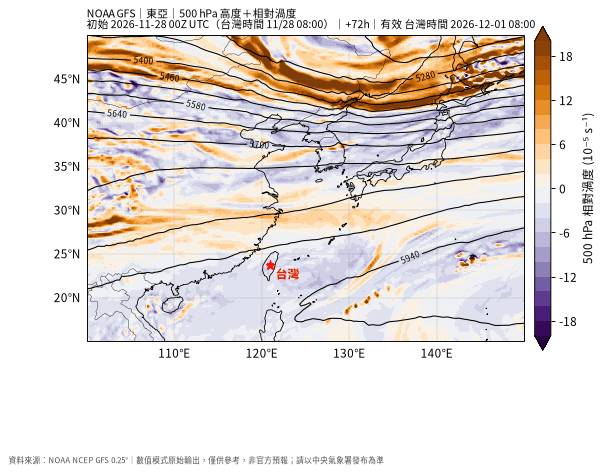 NOAA GFS｜東亞｜500 hPa 高度＋相對渦度
初始 2026-11-28 00Z UTC（台灣時間 11/28 08:00）｜+72h｜有效 台灣時間 2026-12-01 08:00
45°N
40°N
35°N
30°N
25°N
20°N
110°E
120°E
130°E
140°E
5400
5460
5280
5580
5640
5700
5940
台灣
18
12
6
0
-6
-12
-18
500 hPa 相對渦度 (10⁻⁵ s⁻¹)
資料來源：NOAA NCEP GFS 0.25°｜數值模式原始輸出，僅供參考，非官方預報；請以中央氣象署發布為準